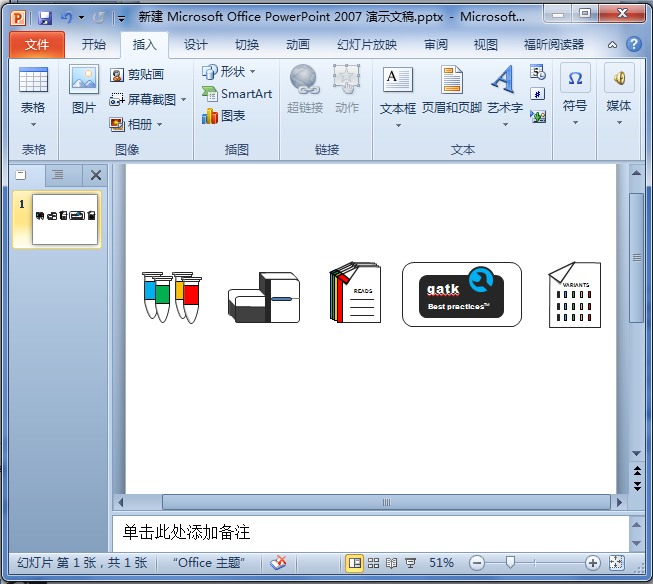 新建 Microsoft Office PowerPoint 2007 演示文稿.pptx - Microsoft...
文件 开始 插入 设计 切换 动画 幻灯片放映 审阅 视图 福昕阅读器
表格
表格
图片
剪贴画
屏幕截图
相册
图像
形状
SmartArt
图表
插图
超链接
动作
链接
文本框
页眉和页脚
艺术字
文本
符号
媒体
1
READS
gatk
Best practices™
VARIANTS
单击此处添加备注
幻灯片 第 1 张，共 1 张 "Office 主题" 51%